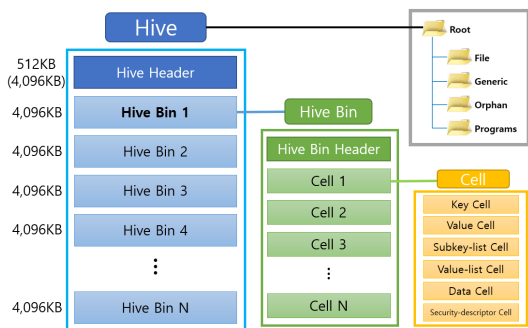 Hive
512KB
(4,096KB)
Hive Header
4,096KB
Hive Bin 1
4,096KB
Hive Bin 2
4,096KB
Hive Bin 3
4,096KB
Hive Bin 4
4,096KB
Hive Bin N
Hive Bin
Hive Bin Header
Cell 1
Cell 2
Cell 3
Cell N
Root
File
Generic
Orphan
Programs
Cell
Key Cell
Value Cell
Subkey-list Cell
Value-list Cell
Data Cell
Security-descriptor Cell